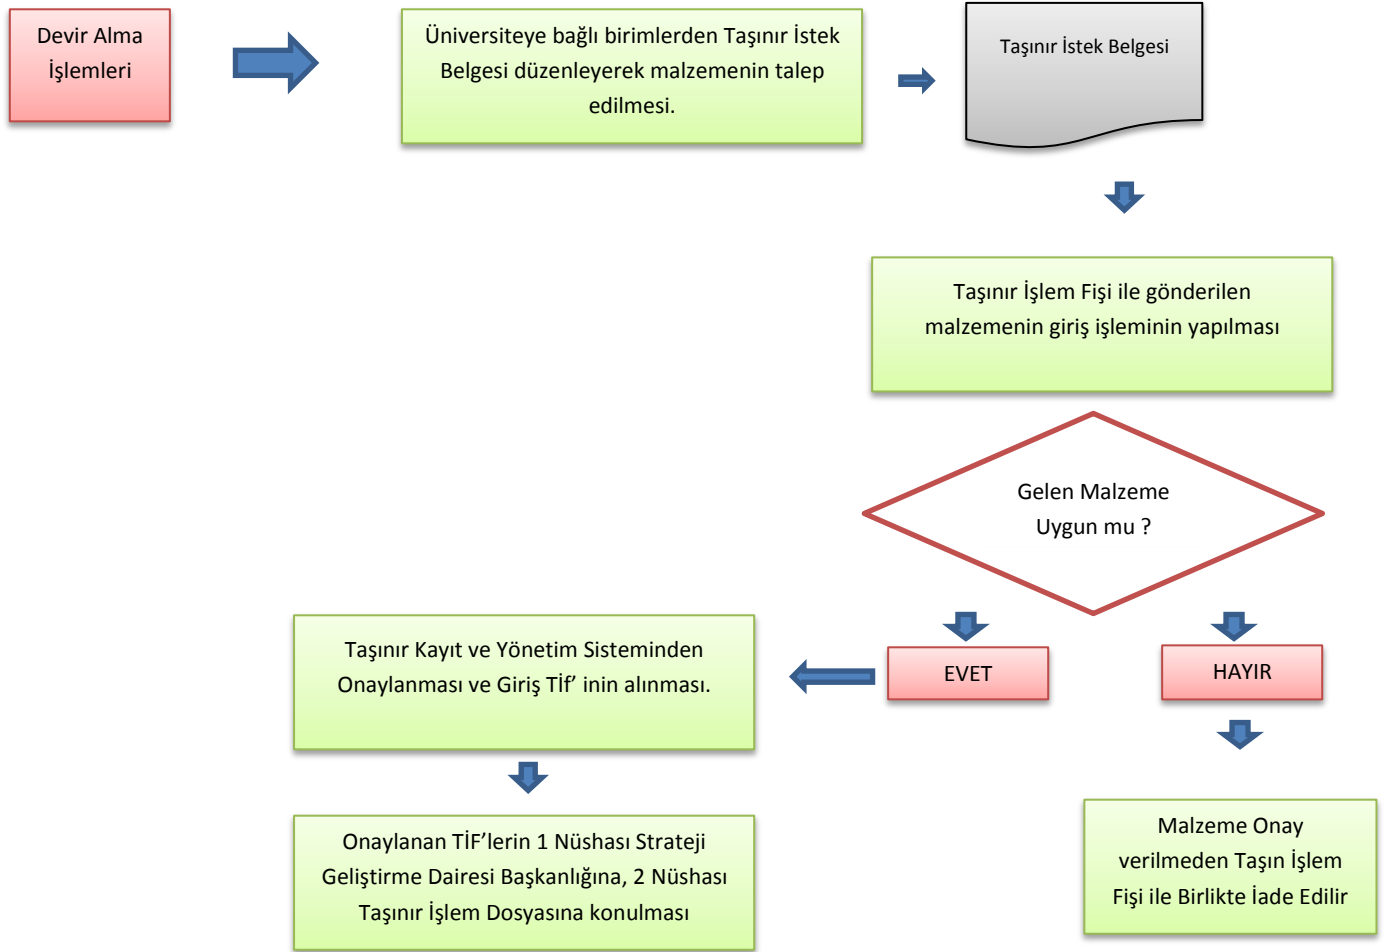 Devir Alma
İşlemleri
Üniversiteye bağlı birimlerden Taşınır İstek
Belgesi düzenleyerek malzemenin talep
edilmesi.
Taşınır İstek Belgesi
Taşınır İşlem Fişi ile gönderilen
malzemenin giriş işleminin yapılması
Gelen Malzeme
Uygun mu ?
EVET
HAYIR
Taşınır Kayıt ve Yönetim Sisteminden
Onaylanması ve Giriş Tİf’ inin alınması.
Onaylanan TİF’lerin 1 Nüshası Strateji
Geliştirme Dairesi Başkanlığına, 2 Nüshası
Taşınır İşlem Dosyasına konulması
Malzeme Onay
verilmeden Taşın İşlem
Fişi ile Birlikte İade Edilir